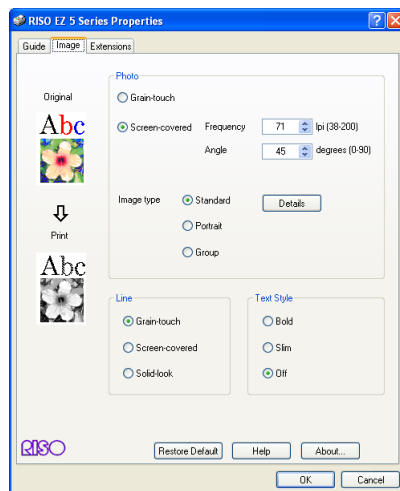 RISO EZ 5 Series Properties
Guide Image Extensions
Photo
Original
Grain-touch
Abc
Screen-covered Frequency 71 lpi (38-200)
Angle 45 degrees (0-90)
Image type Standard Details
Portrait
Print
Group
Abc
Line Text Style
Grain-touch Bold
Screen-covered Slim
Solid-look Off
RISO Restore Default Help About...
OK Cancel